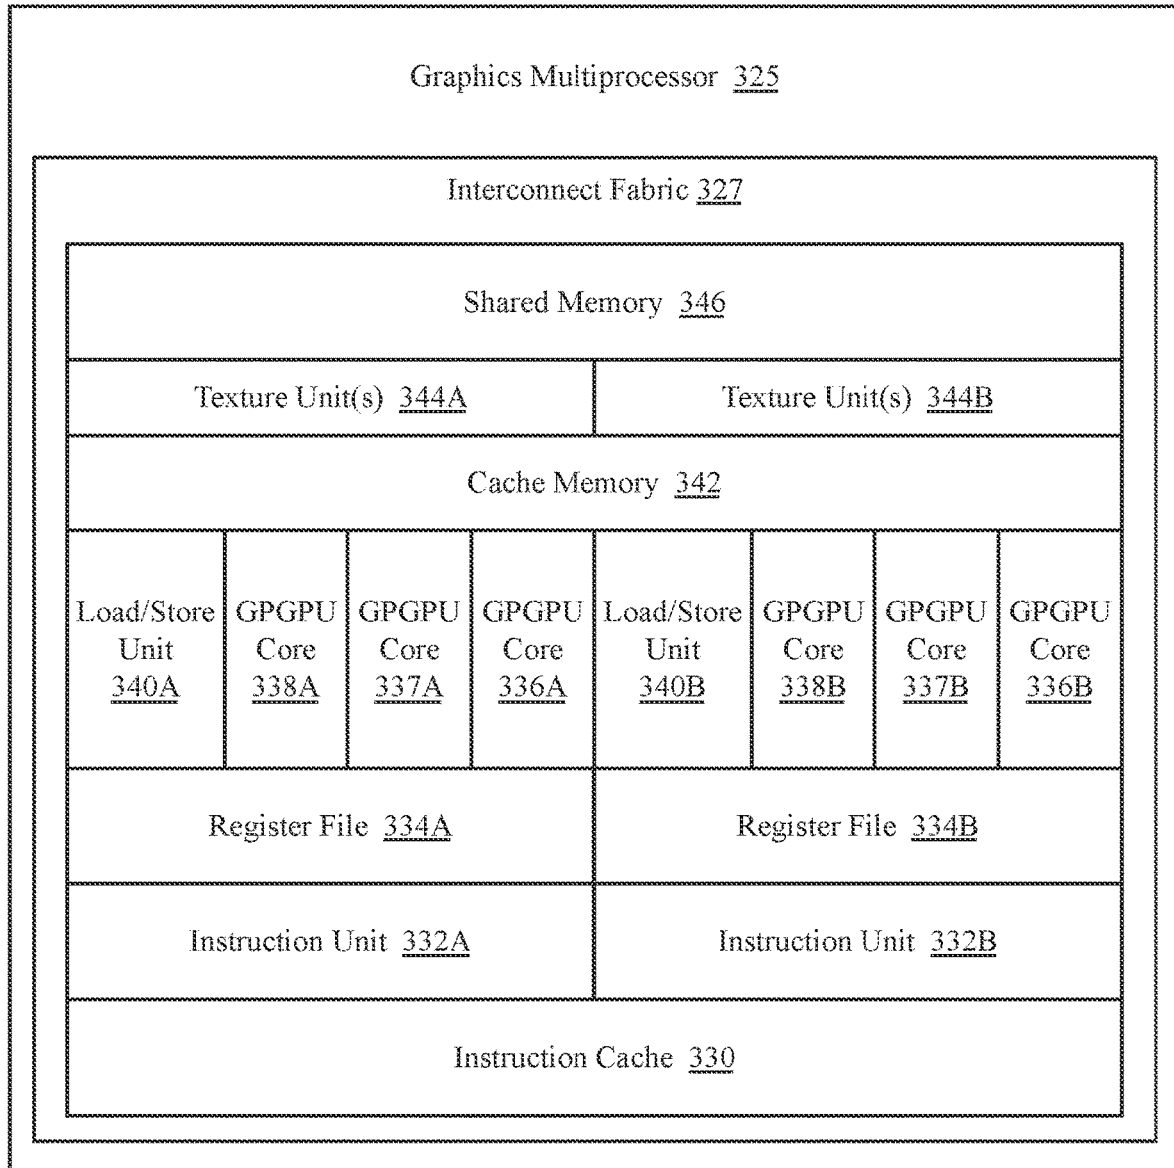 Graphics Multiprocessor 325
Interconnect Fabric 327
Shared Memory 346
Texture Unit(s) 344A
Texture Unit(s) 344B
Cache Memory 342
Load/Store
Unit
340A
GPGPU
Core
338A
GPGPU
Core
337A
GPGPU
Core
336A
Load/Store
Unit
340B
GPGPU
Core
338B
GPGPU
Core
337B
GPGPU
Core
336B
Register File 334A
Register File 334B
Instruction Unit 332A
Instruction Unit 332B
Instruction Cache 330